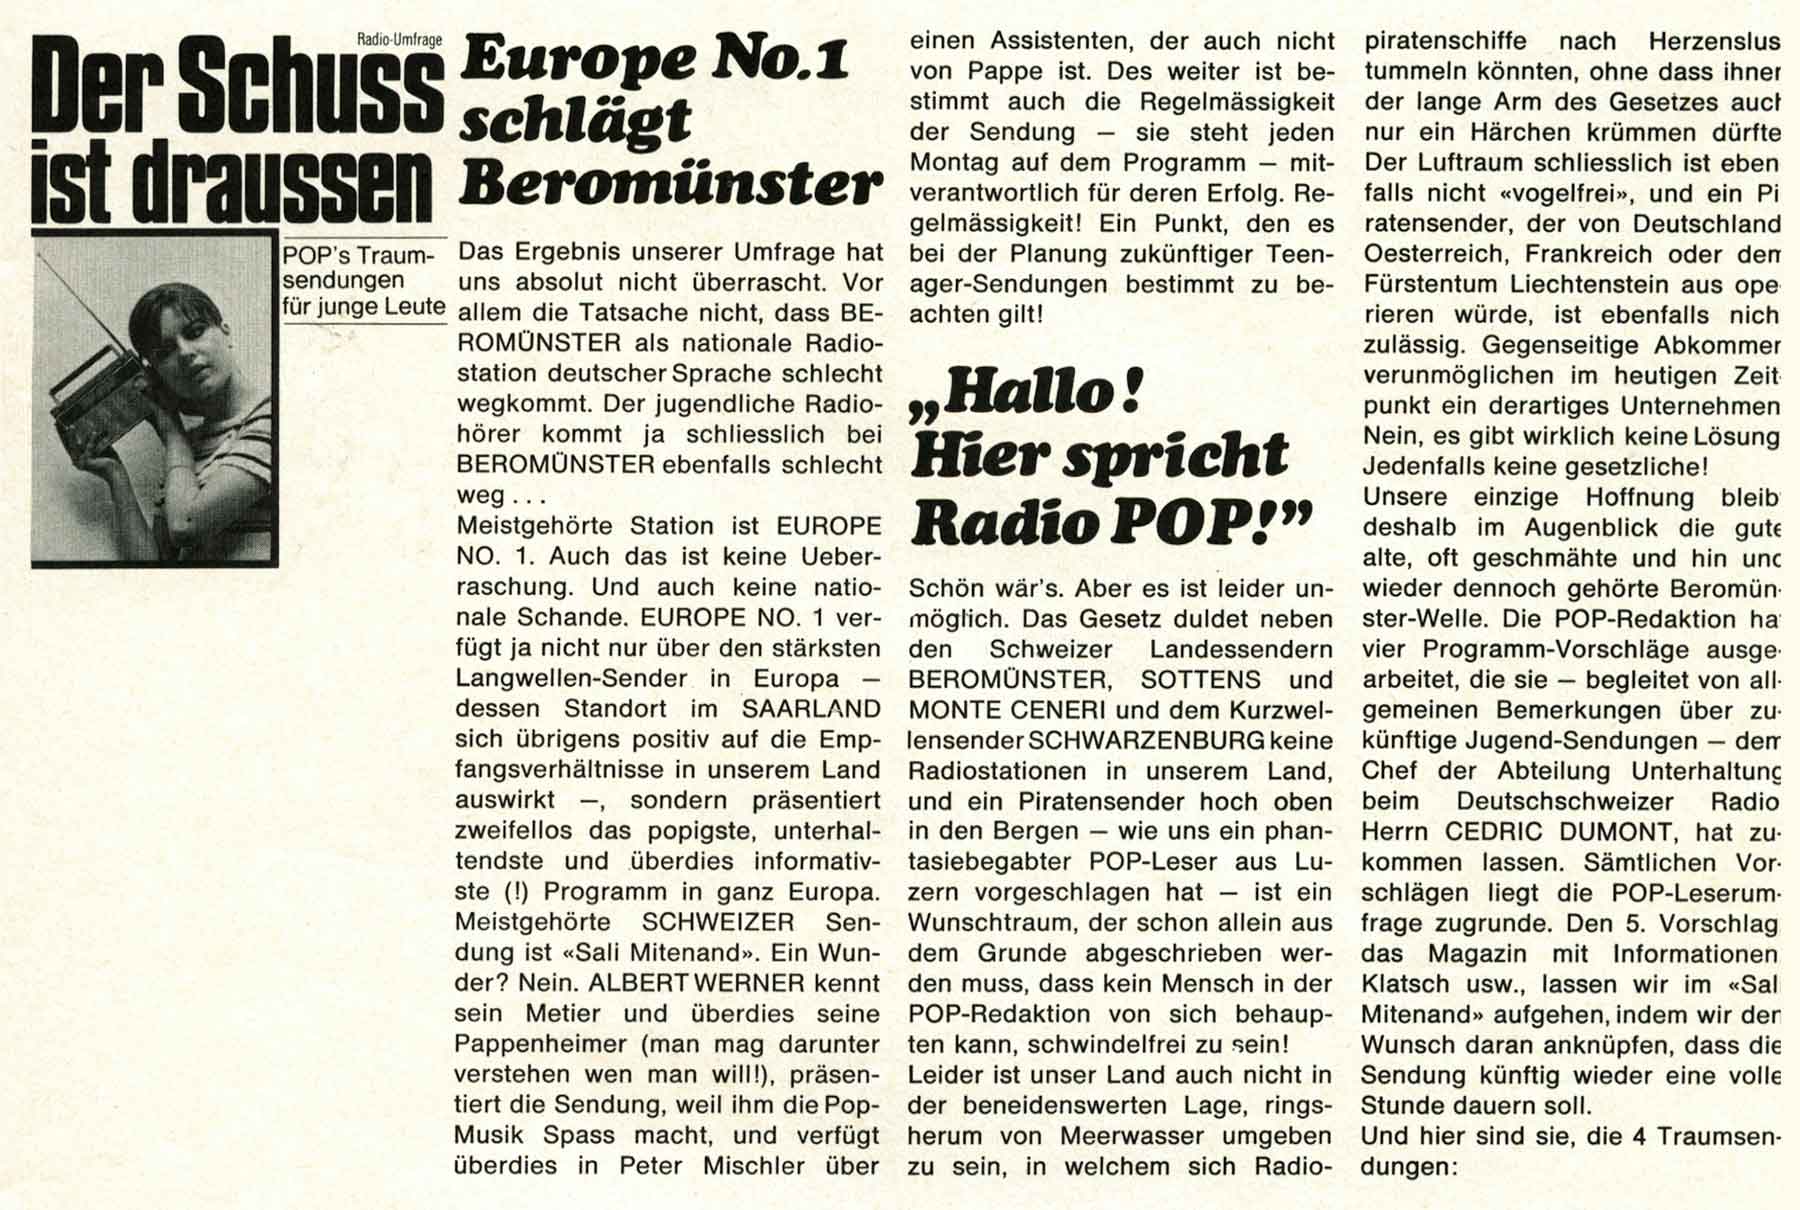 Radio-Umfrage
Der Schuss
ist draussen
POP's Traum-
sendungen
für junge Leute
Europe No.1
schlägt
Beromünster
Das Ergebnis unserer Umfrage hat
uns absolut nicht überrascht. Vor
allem die Tatsache nicht, dass BE-
ROMÜNSTER als nationale Radio-
station deutscher Sprache schlecht
wegkommt. Der jugendliche Radio-
hörer kommt ja schliesslich bei
BEROMÜNSTER ebenfalls schlecht
weg . . .
Meistgehörte Station ist EUROPE
NO. 1. Auch das ist keine Ueber-
raschung. Und auch keine natio-
nale Schande. EUROPE NO. 1 ver-
fügt ja nicht nur über den stärksten
Langwellen-Sender in Europa —
dessen Standort im SAARLAND
sich übrigens positiv auf die Emp-
fangsverhältnisse in unserem Land
auswirkt —, sondern präsentiert
zweifellos das popigste, unterhal-
tendste und überdies informativ-
ste (!) Programm in ganz Europa.
Meistgehörte SCHWEIZER Sen-
dung ist «Sali Mitenand». Ein Wun-
der? Nein. ALBERT WERNER kennt
sein Metier und überdies seine
Pappenheimer (man mag darunter
verstehen wen man will!), präsen-
tiert die Sendung, weil ihm die Pop-
Musik Spass macht, und verfügt
überdies in Peter Mischler über
einen Assistenten, der auch nicht
von Pappe ist. Des weiter ist be-
stimmt auch die Regelmässigkeit
der Sendung — sie steht jeden
Montag auf dem Programm — mit-
verantwortlich für deren Erfolg. Re-
gelmässigkeit! Ein Punkt, den es
bei der Planung zukünftiger Teen-
ager-Sendungen bestimmt zu be-
achten gilt!
„Hallo!
Hier spricht
Radio POP!”
Schön wär's. Aber es ist leider un-
möglich. Das Gesetz duldet neben
den Schweizer Landessendern
BEROMÜNSTER, SOTTENS und
MONTE CENERI und dem Kurzwel-
lensender SCHWARZENBURG keine
Radiostationen in unserem Land,
und ein Piratensender hoch oben
in den Bergen — wie uns ein phan-
tasiebegabter POP-Leser aus Lu-
zern vorgeschlagen hat — ist ein
Wunschtraum, der schon allein aus
dem Grunde abgeschrieben wer-
den muss, dass kein Mensch in der
POP-Redaktion von sich behaup-
ten kann, schwindelfrei zu sein!
Leider ist unser Land auch nicht in
der beneidenswerten Lage, rings-
herum von Meerwasser umgeben
zu sein, in welchem sich Radio-
piratenschiffe nach Herzenslus
tummeln könnten, ohne dass ihnen
der lange Arm des Gesetzes auch
nur ein Härchen krümmen dürfte
Der Luftraum schliesslich ist eben
falls nicht «vogelfrei», und ein Pi
ratensender, der von Deutschland
Oesterreich, Frankreich oder dem
Fürstentum Liechtenstein aus ope-
rieren würde, ist ebenfalls nich
zulässig. Gegenseitige Abkommen
verunmöglichen im heutigen Zeit-
punkt ein derartiges Unternehmen
Nein, es gibt wirklich keine Lösung
Jedenfalls keine gesetzliche!
Unsere einzige Hoffnung bleibt
deshalb im Augenblick die gute
alte, oft geschmähte und hin und
wieder dennoch gehörte Beromün-
ster-Welle. Die POP-Redaktion hat
vier Programm-Vorschläge ausge-
arbeitet, die sie — begleitet von all-
gemeinen Bemerkungen über zu-
künftige Jugend-Sendungen — dem
Chef der Abteilung Unterhaltung
beim Deutschschweizer Radio
Herrn CEDRIC DUMONT, hat zu-
kommen lassen. Sämtlichen Vor-
schlägen liegt die POP-Leserum-
frage zugrunde. Den 5. Vorschlag
das Magazin mit Informationen
Klatsch usw., lassen wir im «Sali
Mitenand» aufgehen, indem wir den
Wunsch daran anknüpfen, dass die
Sendung künftig wieder eine volle
Stunde dauern soll.
Und hier sind sie, die 4 Traumsen-
dungen: